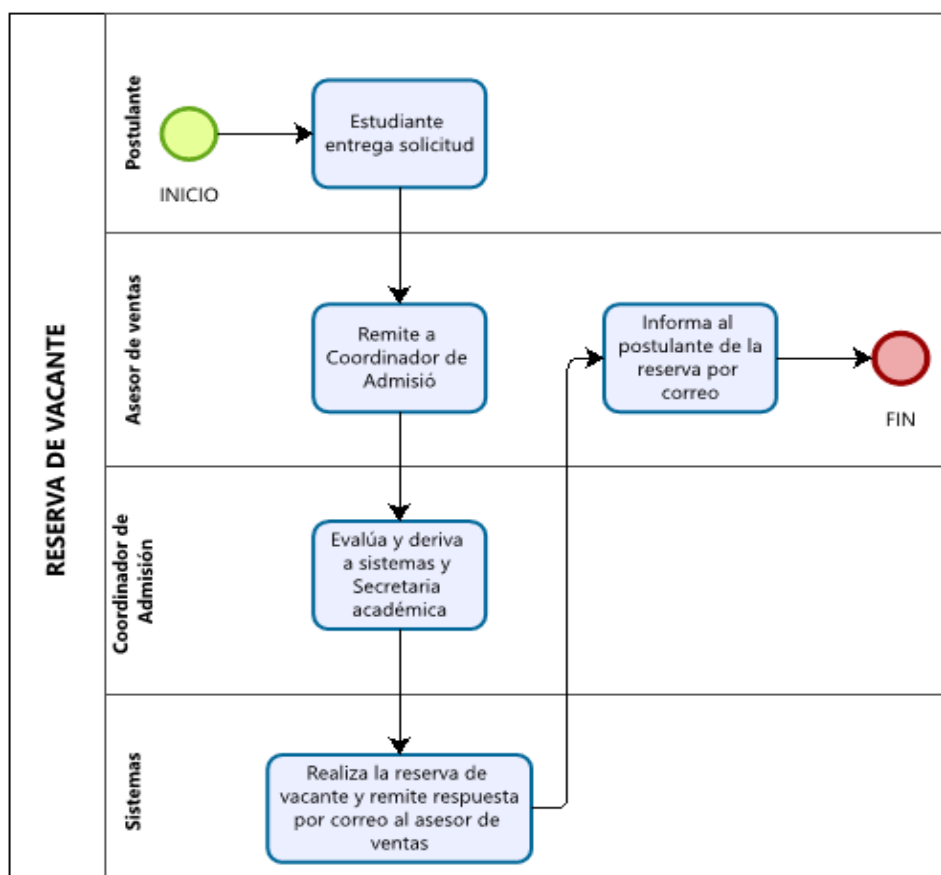 RESERVA DE VACANTE
Postulante
INICIO
Estudiante
entrega solicitud
Asesor de ventas
Remite a
Coordinador de
Admisió
Informa al
postulante de la
reserva por
correo
FIN
Coordinador de
Admisión
Evalúa y deriva
a sistemas y
Secretaria
académica
Sistemas
Realiza la reserva de
vacante y remite respuesta
por correo al asesor de
ventas